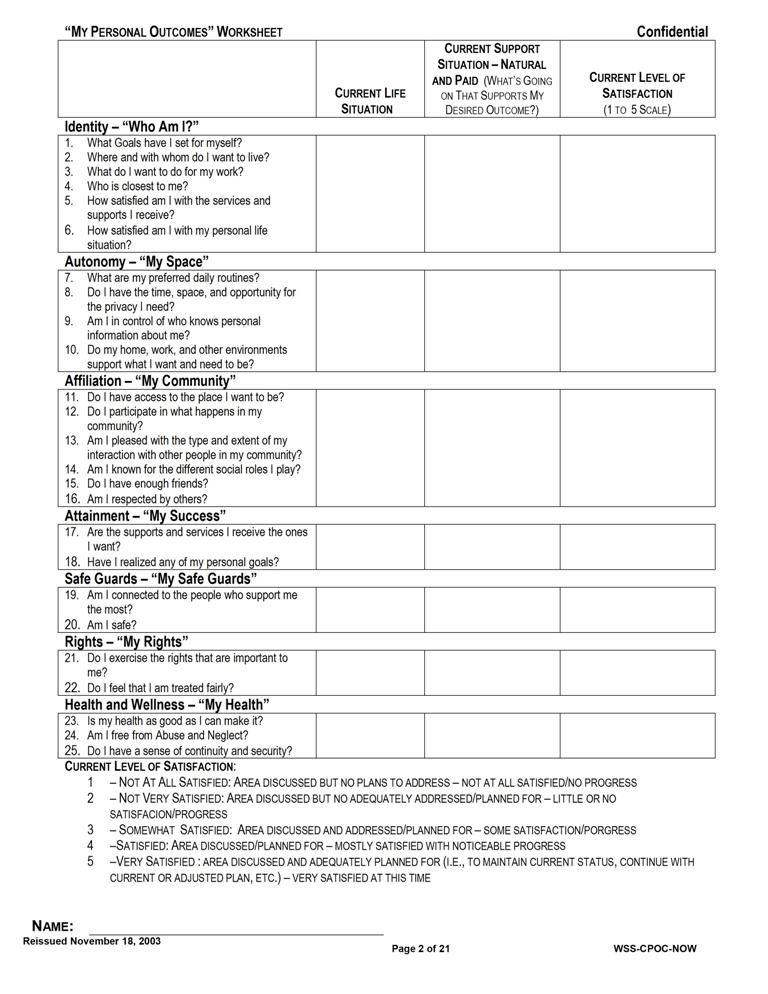 “MY PERSONAL OUTCOMES” WORKSHEET Confidential
CURRENT LIFE
SITUATION
CURRENT SUPPORT
SITUATION – NATURAL
AND PAID (WHAT’S GOING
ON THAT SUPPORTS MY
DESIRED OUTCOME?)
CURRENT LEVEL OF
SATISFACTION
(1 TO 5 SCALE)
Identity – “Who Am I?”
1. What Goals have I set for myself?
2. Where and with whom do I want to live?
3. What do I want to do for my work?
4. Who is closest to me?
5. How satisfied am I with the services and
supports I receive?
6. How satisfied am I with my personal life
situation?
Autonomy – “My Space”
7. What are my preferred daily routines?
8. Do I have the time, space, and opportunity for
the privacy I need?
9. Am I in control of who knows personal
information about me?
10. Do my home, work, and other environments
support what I want and need to be?
Affiliation – “My Community”
11. Do I have access to the place I want to be?
12. Do I participate in what happens in my
community?
13. Am I pleased with the type and extent of my
interaction with other people in my community?
14. Am I known for the different social roles I play?
15. Do I have enough friends?
16. Am I respected by others?
Attainment – “My Success”
17. Are the supports and services I receive the ones
I want?
18. Have I realized any of my personal goals?
Safe Guards – “My Safe Guards”
19. Am I connected to the people who support me
the most?
20. Am I safe?
Rights – “My Rights”
21. Do I exercise the rights that are important to
me?
22. Do I feel that I am treated fairly?
Health and Wellness – “My Health”
23. Is my health as good as I can make it?
24. Am I free from Abuse and Neglect?
25. Do I have a sense of continuity and security?
CURRENT LEVEL OF SATISFACTION:
1 – NOT AT ALL SATISFIED: AREA DISCUSSED BUT NO PLANS TO ADDRESS – NOT AT ALL SATISFIED/NO PROGRESS
2 – NOT VERY SATISFIED: AREA DISCUSSED BUT NO ADEQUATELY ADDRESSED/PLANNED FOR – LITTLE OR NO
SATISFACION/PROGRESS
3 – SOMEWHAT SATISFIED: AREA DISCUSSED AND ADDRESSED/PLANNED FOR – SOME SATISFACTION/PORGRESS
4 –SATISFIED: AREA DISCUSSED/PLANNED FOR – MOSTLY SATISFIED WITH NOTICEABLE PROGRESS
5 –VERY SATISFIED : AREA DISCUSSED AND ADEQUATELY PLANNED FOR (I.E., TO MAINTAIN CURRENT STATUS, CONTINUE WITH
CURRENT OR ADJUSTED PLAN, ETC.) – VERY SATISFIED AT THIS TIME
NAME:
Reissued November 18, 2003
Page 2 of 21 WSS-CPOC-NOW